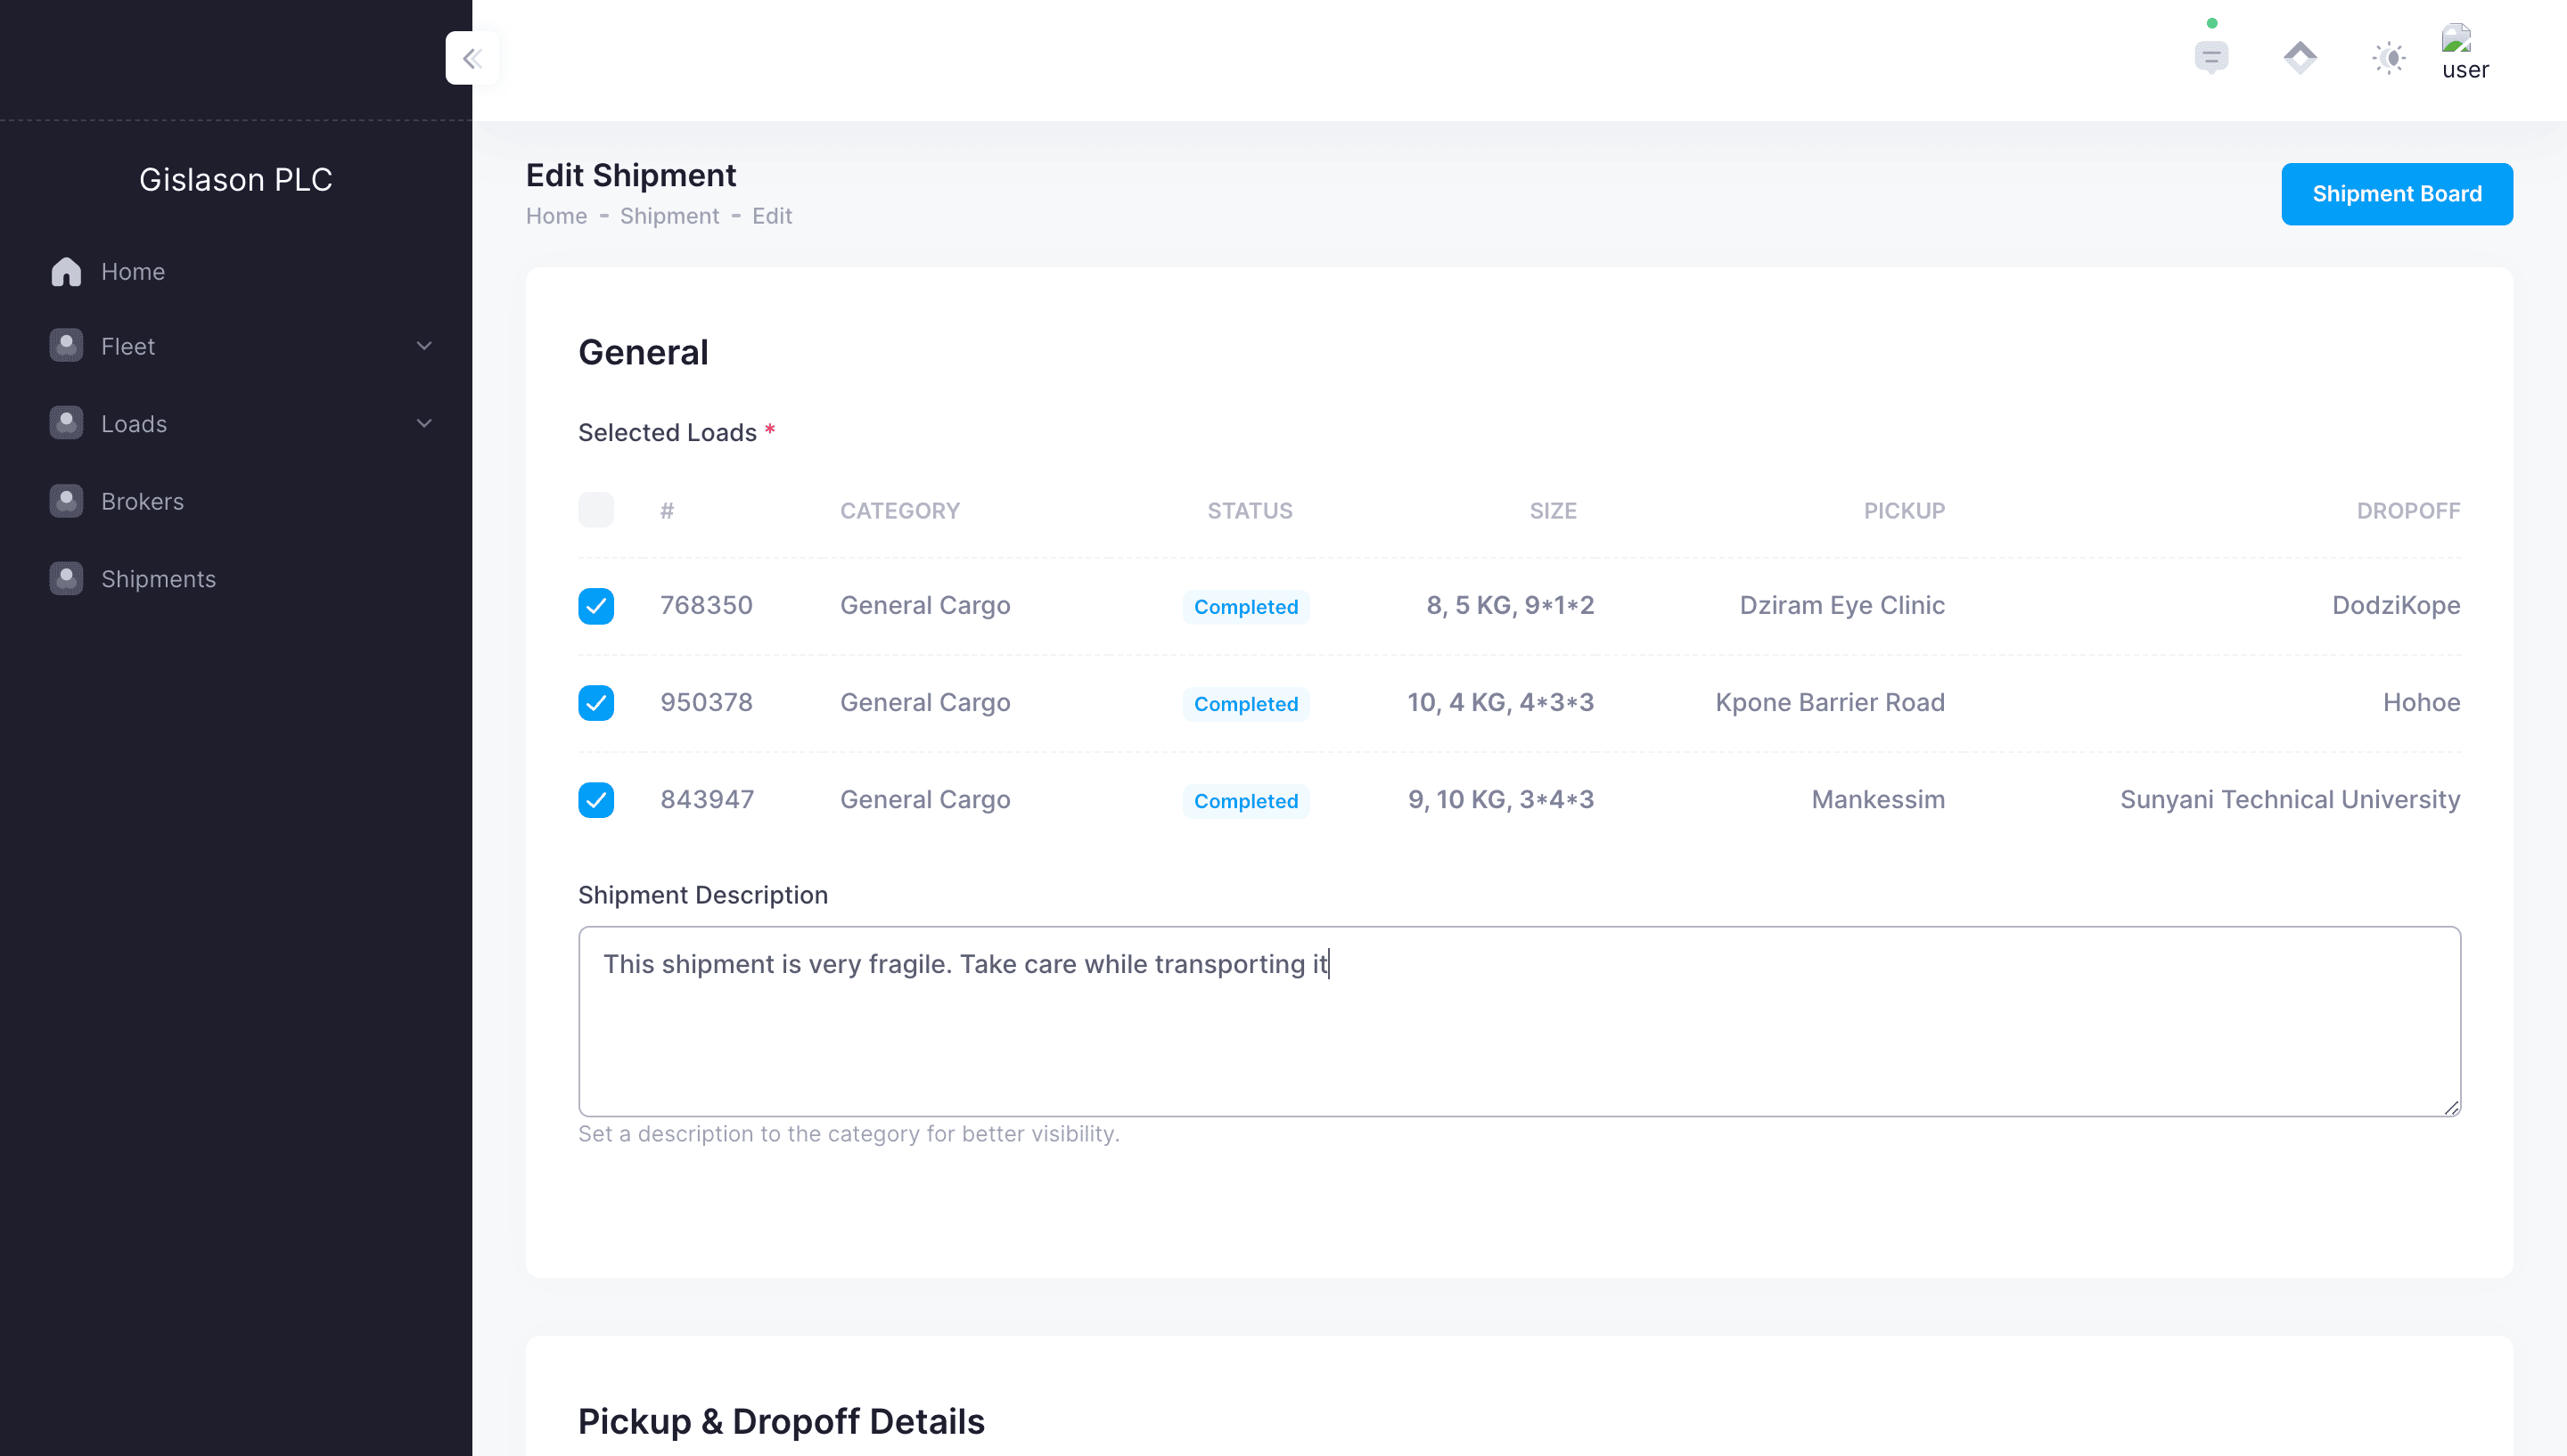 user
Gislason PLC
Home
Fleet
Loads
Brokers
Shipments
Edit Shipment
Home - Shipment - Edit
Shipment Board
General
Selected Loads *
# CATEGORY STATUS SIZE PICKUP DROPOFF
768350 General Cargo Completed 8, 5 KG, 9*1*2 Dziram Eye Clinic DodziKope
950378 General Cargo Completed 10, 4 KG, 4*3*3 Kpone Barrier Road Hohoe
843947 General Cargo Completed 9, 10 KG, 3*4*3 Mankessim Sunyani Technical University
Shipment Description
This shipment is very fragile. Take care while transporting it
Set a description to the category for better visibility.
Pickup & Dropoff Details